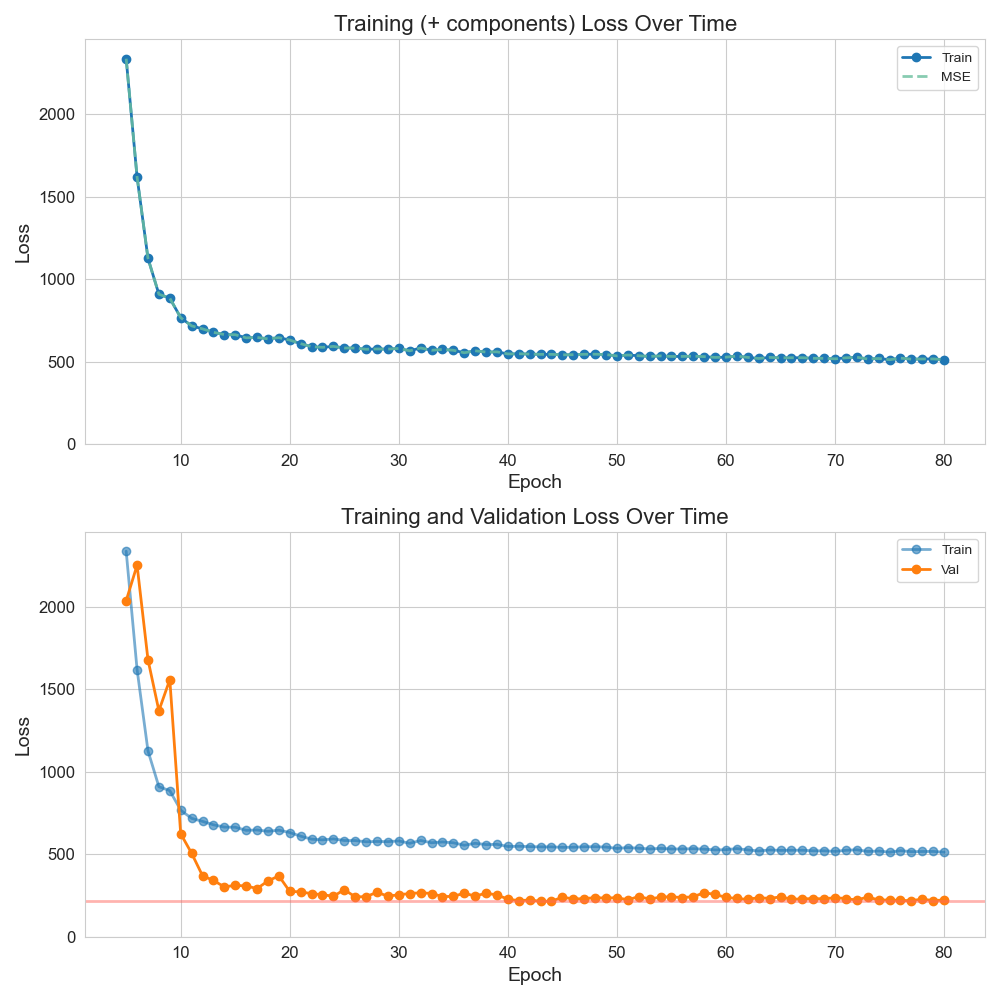 Training (+ components) Loss Over Time
Train
MSE
2000
1500
1000
500
0
Loss
10 20 30 40 50 60 70 80
Epoch
Training and Validation Loss Over Time
Train
Val
2000
1500
1000
500
0
Loss
10 20 30 40 50 60 70 80
Epoch